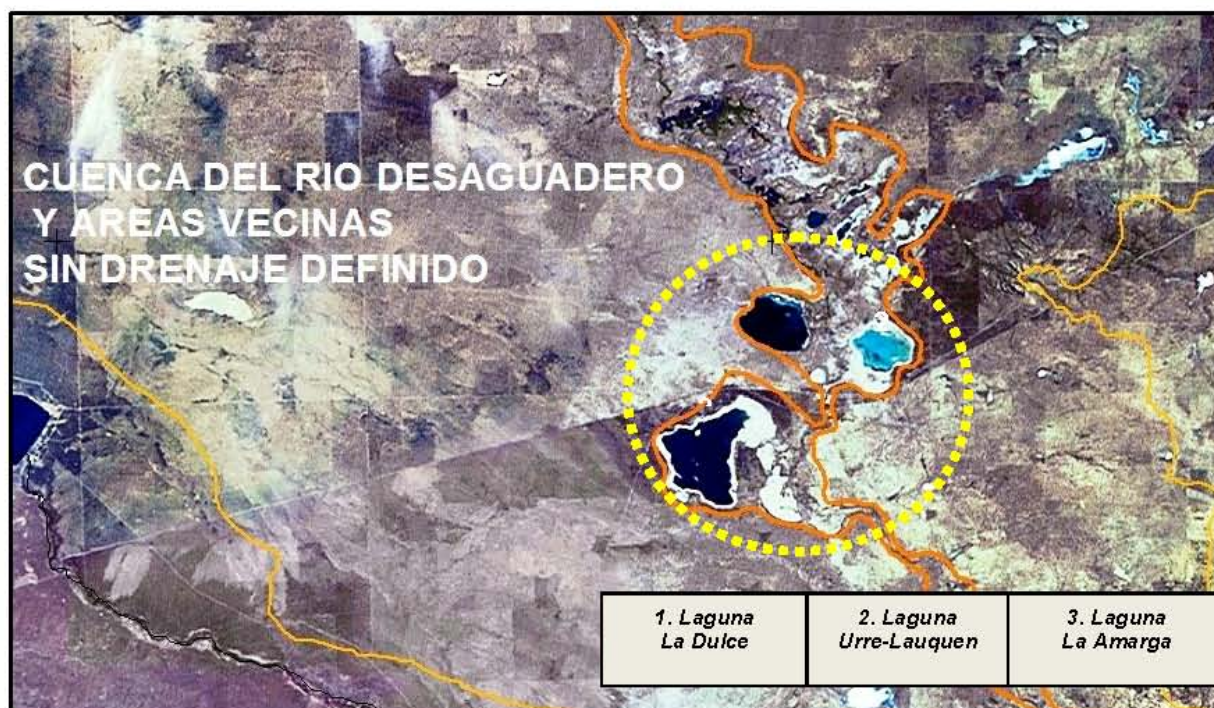 CUENCA DEL RIO DESAGUADERO
Y AREAS VECINAS
SIN DRENAJE DEFINIDO
1. Laguna
La Dulce
2. Laguna
Urre-Lauquen
3. Laguna
La Amarga